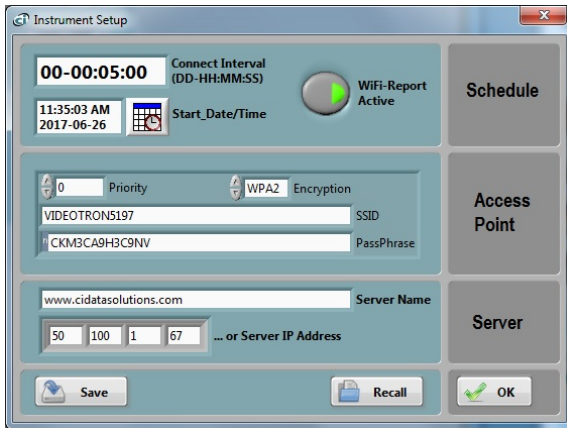 Instrument Setup
00-00:05:00
Connect Interval
(DD-HH:MM:SS)
11:35:03 AM
2017-06-26
Start_Date/Time
WiFi-Report
Active
Schedule
0
Priority
WPA2
Encryption
VIDEOTRON5197
SSID
CKM3CA9H3C9NV
PassPhrase
Access
Point
www.cidatasolutions.com
Server Name
50 100 1 67
... or Server IP Address
Server
Save
Recall
OK